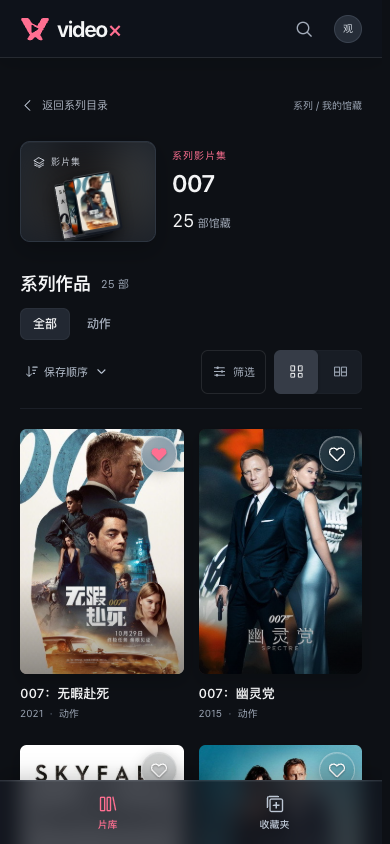 videox
观
返回系列目录
系列 / 我的馆藏
影片集
系列影片集
007
25 部馆藏
系列作品 25 部
全部
动作
保存顺序
筛选
007
无暇赴死
10月29日
007
幽灵党
SPECTRE
007：无暇赴死
2021 · 动作
007：幽灵党
2015 · 动作
SKYFAL
片库
收藏夹